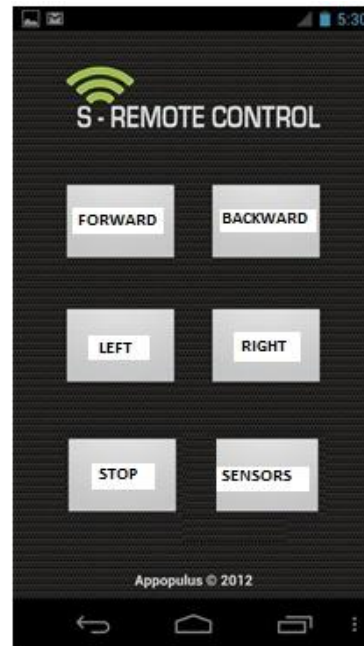 5:30
S - REMOTE CONTROL
FORWARD BACKWARD
LEFT RIGHT
STOP SENSORS
Appopulus © 2012